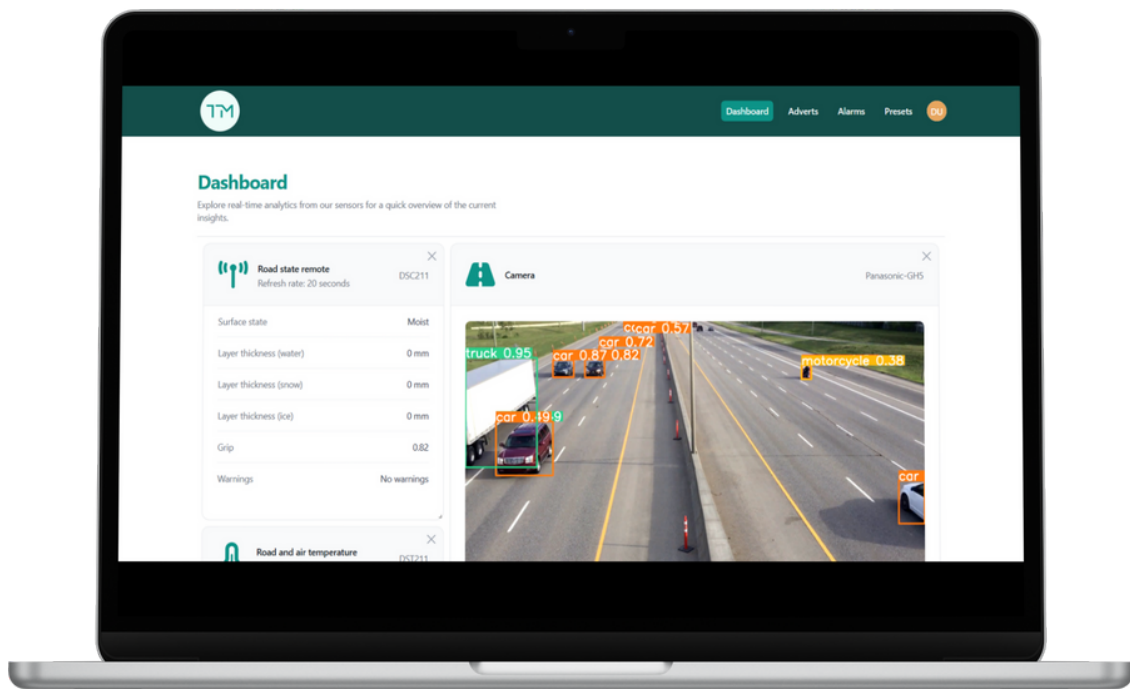 TM
Dashboard
Adverts
Alarms
Presets
DU
Dashboard
Explore real-time analytics from our sensors for a quick overview of the current
insights.
Road state remote
Refresh rate: 20 seconds
DSC211
Surface state
Moist
Layer thickness (water)
0 mm
Layer thickness (snow)
0 mm
Layer thickness (ice)
0 mm
Grip
0.82
Warnings
No warnings
Road and air temperature
DST211
Camera
Panasonic-GH5
car 0.57
car 0.72
truck 0.95
car 0.87
0.82
motorcycle 0.38
car 0.49
car